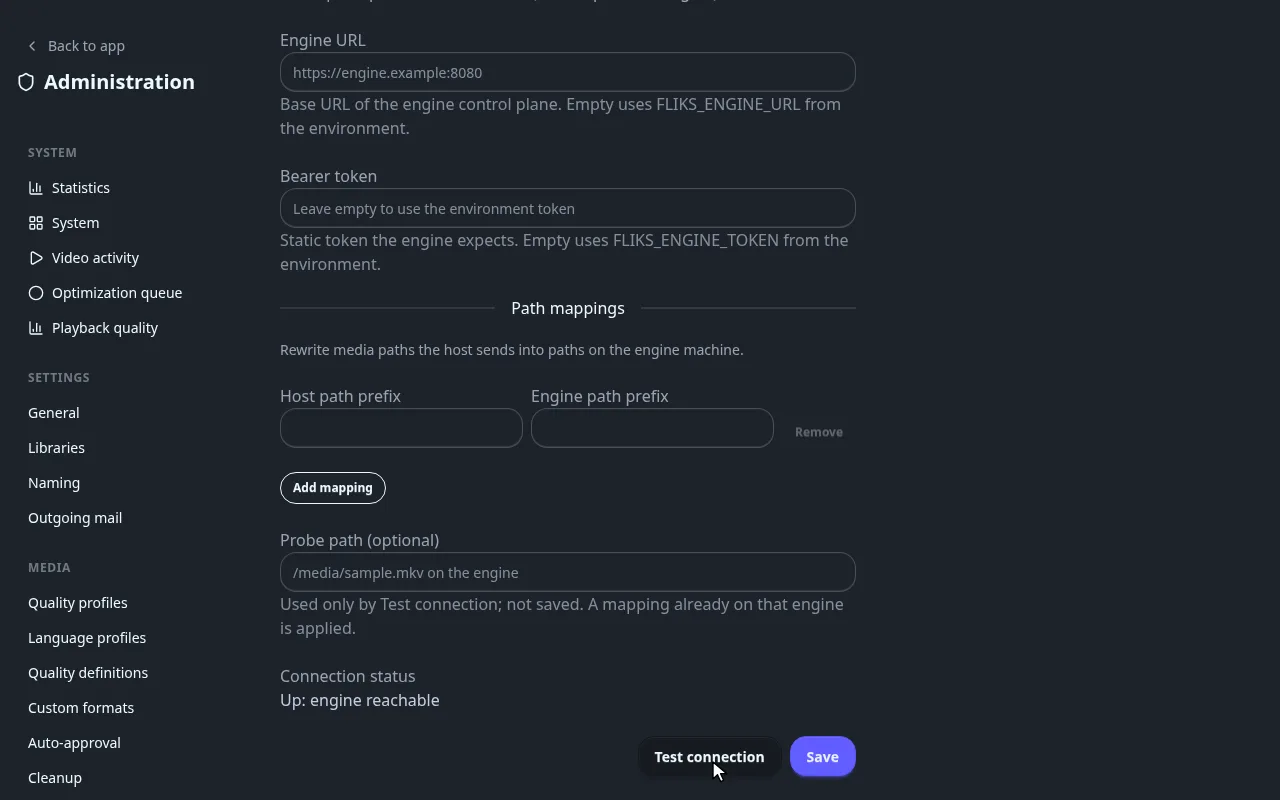 Back to app
Administration
SYSTEM
Statistics
System
Video activity
Optimization queue
Playback quality
SETTINGS
General
Libraries
Naming
Outgoing mail
MEDIA
Quality profiles
Language profiles
Quality definitions
Custom formats
Auto-approval
Cleanup
Engine URL
https://engine.example:8080
Base URL of the engine control plane. Empty uses FLIKS_ENGINE_URL from
the environment.
Bearer token
Leave empty to use the environment token
Static token the engine expects. Empty uses FLIKS_ENGINE_TOKEN from the
environment.
Path mappings
Rewrite media paths the host sends into paths on the engine machine.
Host path prefix
Engine path prefix
Remove
Add mapping
Probe path (optional)
/media/sample.mkv on the engine
Used only by Test connection; not saved. A mapping already on that engine
is applied.
Connection status
Up: engine reachable
Test connection
Save